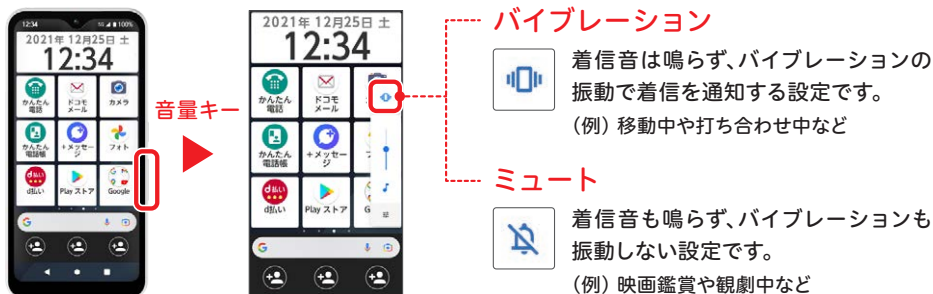 12:34
5G 100%
2021年 12月25日 土
12:34
かんたん
電話
ドコモ
メール
カメラ
かんたん
電話帳
+メッセー
ジ
フォト
d払い
d払い
Play ストア
Google
音量キー
2021年 12月25日 土
12:34
かんたん
電話
ドコモ
メール
かんたん
電話帳
+メッセー
ジ
d払い
d払い
Play ストア
G
バイブレーション
着信音は鳴らず、バイブレーションの
振動で着信を通知する設定です。
(例) 移動中や打ち合わせ中など
ミュート
着信音も鳴らず、バイブレーションも
振動しない設定です。
(例) 映画鑑賞や観劇中など